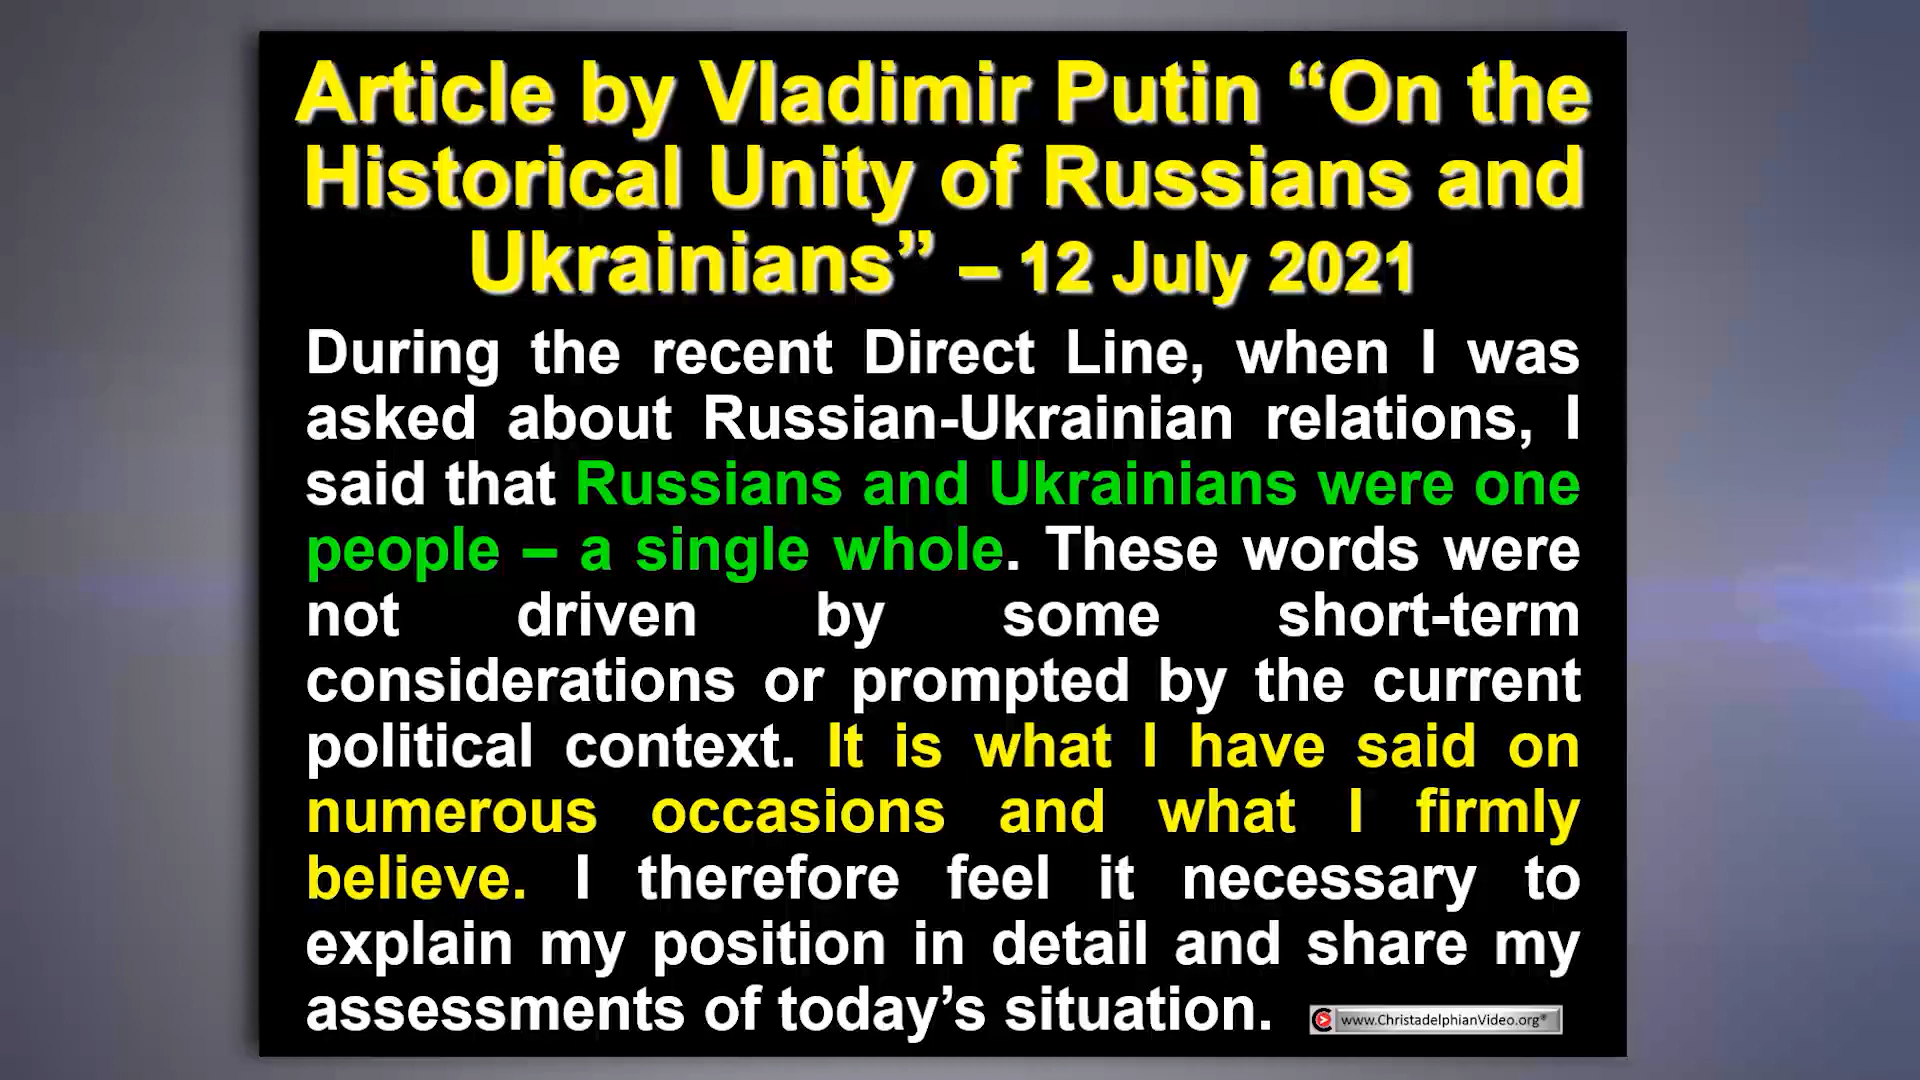 Article by Vladimir Putin “On the
Historical Unity of Russians and
Ukrainians” – 12 July 2021
During the recent Direct Line, when I was
asked about Russian-Ukrainian relations, I
said that Russians and Ukrainians were one
people – a single whole. These words were
not driven by some short-term
considerations or prompted by the current
political context. It is what I have said on
numerous occasions and what I firmly
believe. I therefore feel it necessary to
explain my position in detail and share my
assessments of today’s situation.
www.ChristadelphianVideo.org®